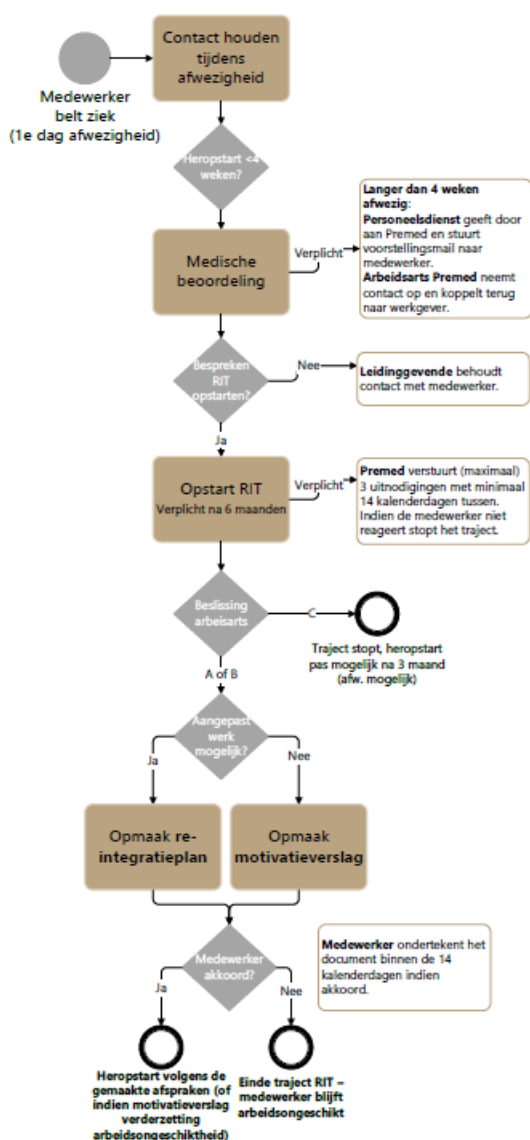 Contact houden
tijdens
afwezigheid
Medewerker
belt ziek
(1e dag afwezigheid)
Heropstart <4
weken?
Medische
beoordeling
Verplicht
Langer dan 4 weken
afwezig:
Personeelsdienst geeft door
aan Premed en stuurt
voorstellingsmail naar
medewerker.
Arbeidsarts Premed neemt
contact op en koppelt terug
naar werkgever.
Bespreken
RIT
opstarten?
Nee
Leidinggevende behoudt
contact met medewerker.
Ja
Opstart RIT
Verplicht na 6 maanden
Verplicht
Premed verstuurt (maximaal)
3 uitnodigingen met minimaal
14 kalenderdagen tussen.
Indien de medewerker niet
reageert stopt het traject.
Beslissing
arbeisarts
C
Traject stopt, heropstart
pas mogelijk na 3 maand
(afw. mogelijk)
A of B
Aangepast
werk
mogelijk?
Ja
Nee
Opmaak re-
integratieplan
Opmaak
motivatieverslag
Medewerker
akkoord?
Medewerker ondertekent het
document binnen de 14
kalenderdagen indien
akkoord.
Ja
Nee
Heropstart volgens de
gemaakte afspraken (of
indien motivatieverslag
verderzetting
arbeidsongeschiktheid)
Einde traject RIT –
medewerker blijft
arbeidsongeschikt